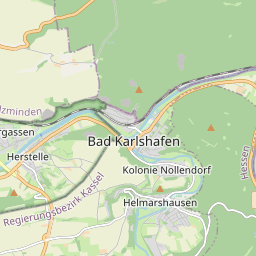 lzminden
rgassen
Herstelle
Bad Karlshafen
Kolonie Nollendorf
Helmarshausen
Regierungsbezirk Kassel
Hessen